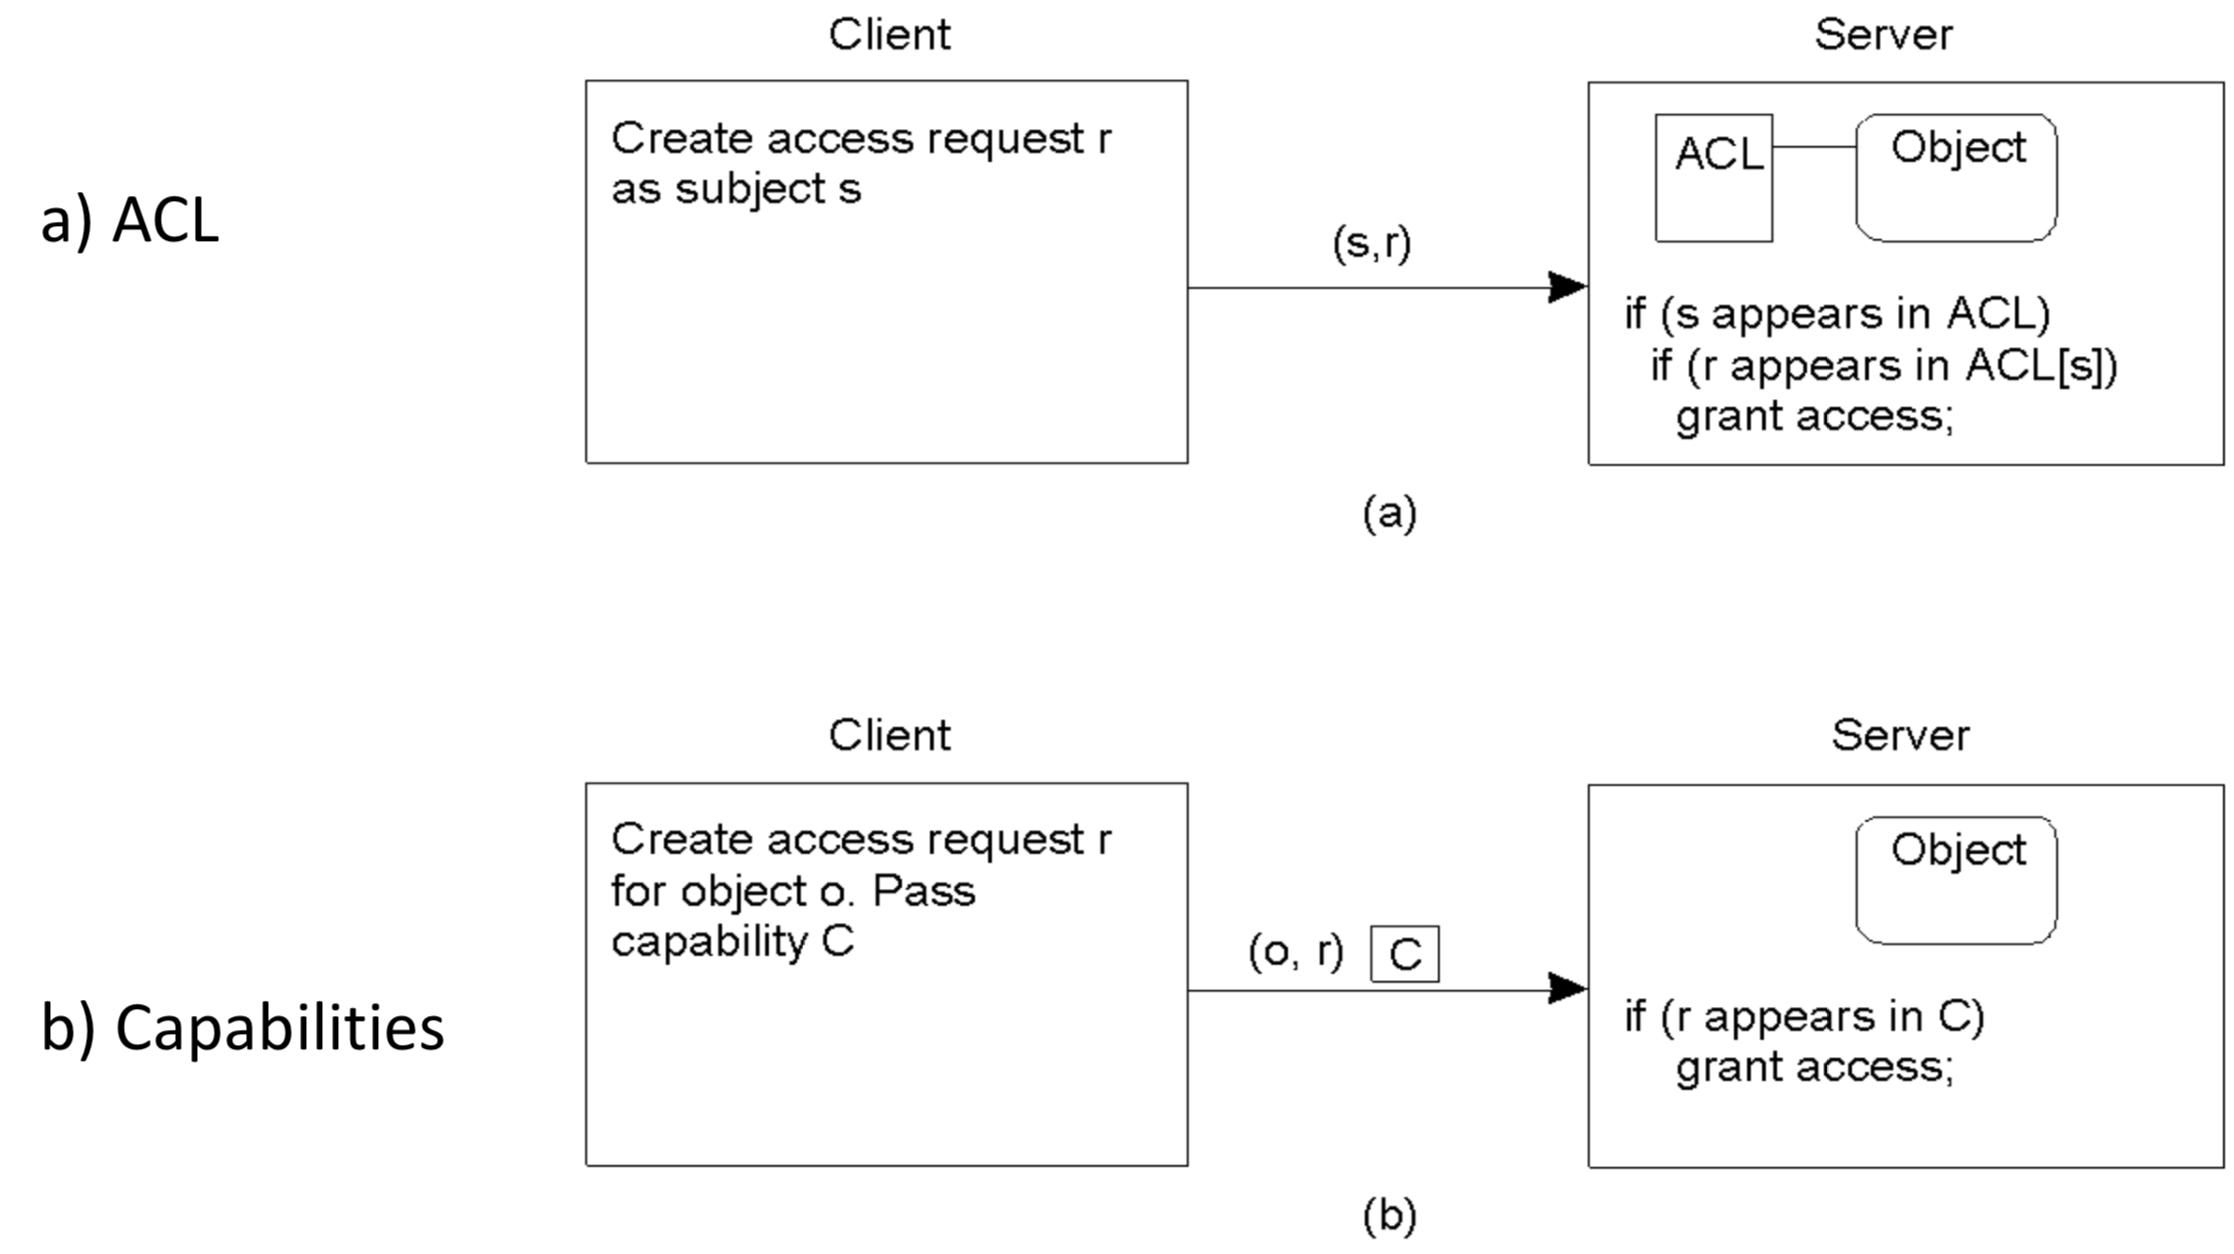 Client
Server
a) ACL
Create access request r
as subject s
(s,r)
ACL
Object
if (s appears in ACL)
if (r appears in ACL[s])
grant access;
(a)
Client
Server
b) Capabilities
Create access request r
for object o. Pass
capability C
(o, r) C
Object
if (r appears in C)
grant access;
(b)